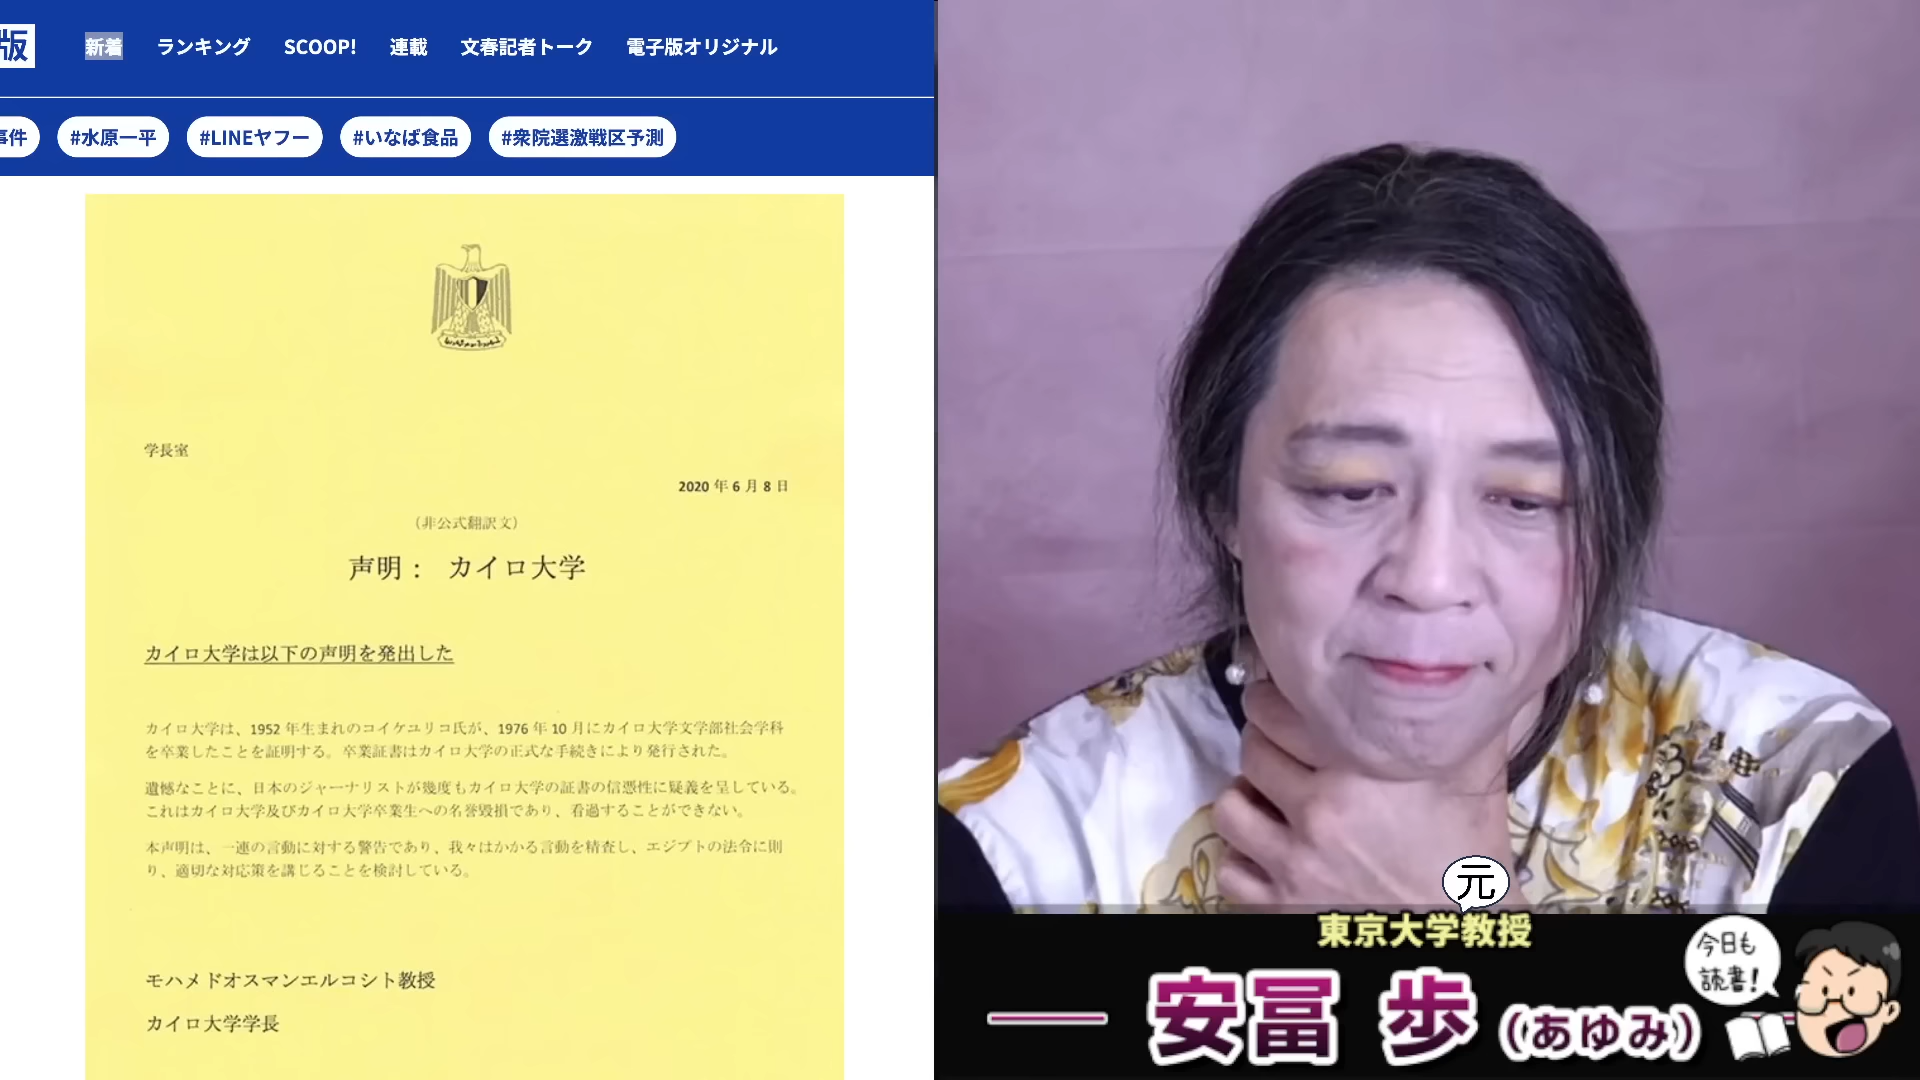 版
新着 ランキング SCOOP! 連載 文春記者トーク 電子版オリジナル
事件 #水原一平 #LINEヤフー #いなば食品 #衆院選激戦区予測
学長室
2020 年 6 月 8 日
（非公式翻訳文）
声明： カイロ大学
カイロ大学は以下の声明を発出した
カイロ大学は、1952 年生まれのコイケユリコ氏が、1976 年 10 月にカイロ大学文学部社会学科
を卒業したことを証明する。卒業証書はカイロ大学の正式な手続きにより発行された。
遺憾なことに、日本のジャーナリストが幾度もカイロ大学の証書の信悪性に疑義を呈している。
これはカイロ大学及びカイロ大学卒業生への名誉毀損であり、看過することができない。
本声明は、一連の言動に対する警告であり、我々はかかる言動を精査し、エジプトの法令に則
り、適切な対応策を講じることを検討している。
モハメドオスマンエルコシト教授
カイロ大学学長
元
東京大学教授
安冨 歩 (あゆみ)
今日も
読書!